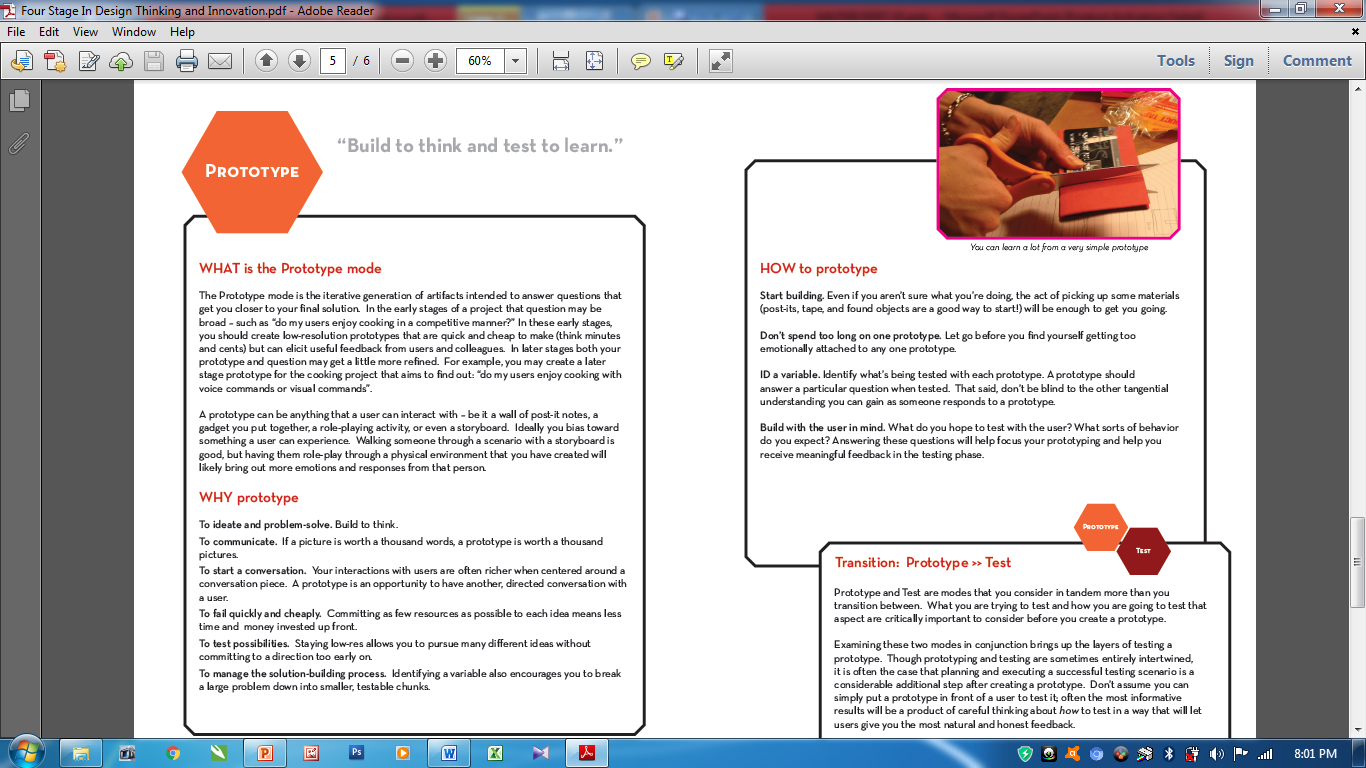 Four Stage In Design Thinking and Innovation.pdf - Adobe Reader
File Edit View Window Help
5 / 6 60% Tools Sign Comment
PROTOTYPE
“Build to think and test to learn.”
WHAT is the Prototype mode
The Prototype mode is the iterative generation of artifacts intended to answer questions that
get you closer to your final solution. In the early stages of a project that question may be
broad – such as “do my users enjoy cooking in a competitive manner?” In these early stages,
you should create low-resolution prototypes that are quick and cheap to make (think minutes
and cents) but can elicit useful feedback from users and colleagues. In later stages both your
prototype and question may get a little more refined. For example, you may create a later
stage prototype for the cooking project that aims to find out: “do my users enjoy cooking with
voice commands or visual commands”.
A prototype can be anything that a user can interact with – be it a wall of post-it notes, a
gadget you put together, a role-playing activity, or even a storyboard. Ideally you bias toward
something a user can experience. Walking someone through a scenario with a storyboard is
good, but having them role-play through a physical environment that you have created will
likely bring out more emotions and responses from that person.
WHY prototype
To ideate and problem-solve. Build to think.
To communicate. If a picture is worth a thousand words, a prototype is worth a thousand
pictures.
To start a conversation. Your interactions with users are often richer when centered around a
conversation piece. A prototype is an opportunity to have another, directed conversation with
a user.
To fail quickly and cheaply. Committing as few resources as possible to each idea means less
time and money invested up front.
To test possibilities. Staying low-res allows you to pursue many different ideas without
committing to a direction too early on.
To manage the solution-building process. Identifying a variable also encourages you to break
a large problem down into smaller, testable chunks.
You can learn a lot from a very simple prototype
HOW to prototype
Start building. Even if you aren’t sure what you’re doing, the act of picking up some materials
(post-its, tape, and found objects are a good way to start!) will be enough to get you going.
Don’t spend too long on one prototype. Let go before you find yourself getting too
emotionally attached to any one prototype.
ID a variable. Identify what’s being tested with each prototype. A prototype should
answer a particular question when tested. That said, don’t be blind to the other tangential
understanding you can gain as someone responds to a prototype.
Build with the user in mind. What do you hope to test with the user? What sorts of behavior
do you expect? Answering these questions will help focus your prototyping and help you
receive meaningful feedback in the testing phase.
PROTOTYPE
TEST
Transition: Prototype >> Test
Prototype and Test are modes that you consider in tandem more than you
transition between. What you are trying to test and how you are going to test that
aspect are critically important to consider before you create a prototype.
Examining these two modes in conjunction brings up the layers of testing a
prototype. Though prototyping and testing are sometimes entirely intertwined,
it is often the case that planning and executing a successful testing scenario is a
considerable additional step after creating a prototype. Don’t assume you can
simply put a prototype in front of a user to test it; often the most informative
results will be a product of careful thinking about how to test in a way that will let
users give you the most natural and honest feedback.
8:01 PM